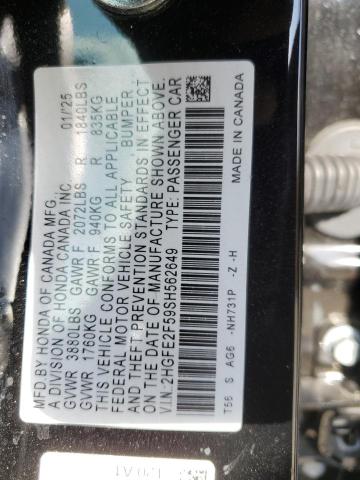 MFD.BY HONDA OF CANADA MFG.,
A DIVISION OF HONDA CANADA INC. 01/25
GVWR 3880LBS GAWR F 2072LBS R 1840LBS
GVWR 1760KG GAWR F 940KG R 835KG
THIS VEHICLE CONFORMS TO ALL APPLICABLE
FEDERAL MOTOR VEHICLE SAFETY, BUMPER,
AND THEFT PREVENTION STANDARDS IN EFFECT
ON THE DATE OF MANUFACTURE SHOWN ABOVE.
V.I.N.:2HGFE2F59SH562649 TYPE: PASSENGER CAR
MADE IN CANADA
T56 S AG6 -NH731P -Z -H